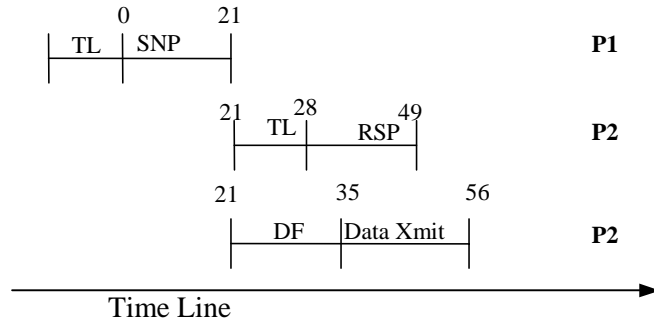 0 21
TL SNP P1
21 28 49
TL RSP P2
21 35 56
DF Data Xmit P2
Time Line